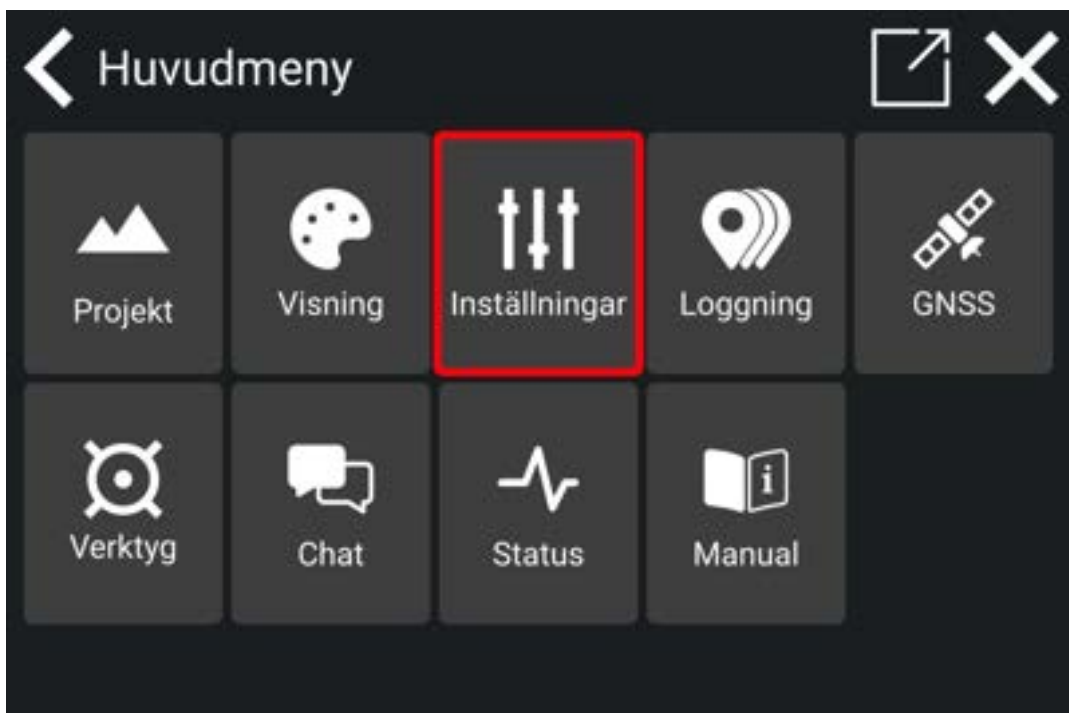 Huvudmeny
Projekt
Visning
Inställningar
Loggning
GNSS
Verktyg
Chat
Status
i
Manual